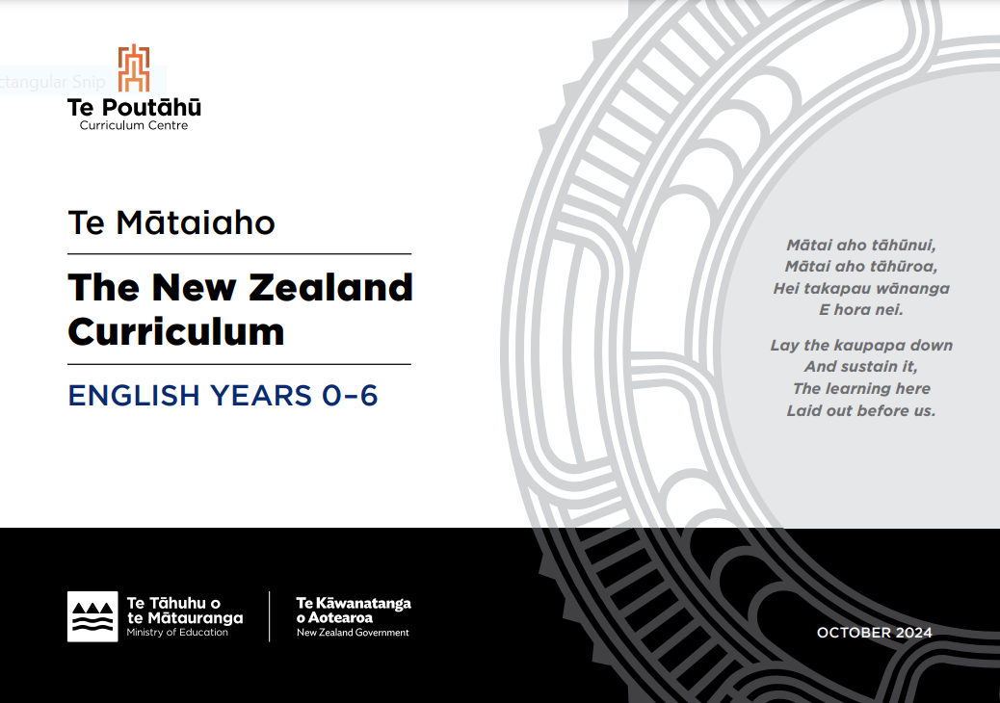 ctangular Snip
Te Poutāhū
Curriculum Centre
Te Mātaiaho
The New Zealand
Curriculum
ENGLISH YEARS 0–6
Mātai aho tāhūnui,
Mātai aho tāhūroa,
Hei takapau wānanga
E hora nei.
Lay the kaupapa down
And sustain it,
The learning here
Laid out before us.
Te Tāhuhu o
te Mātauranga
Ministry of Education
Te Kāwanatanga
o Aotearoa
New Zealand Government
OCTOBER 2024